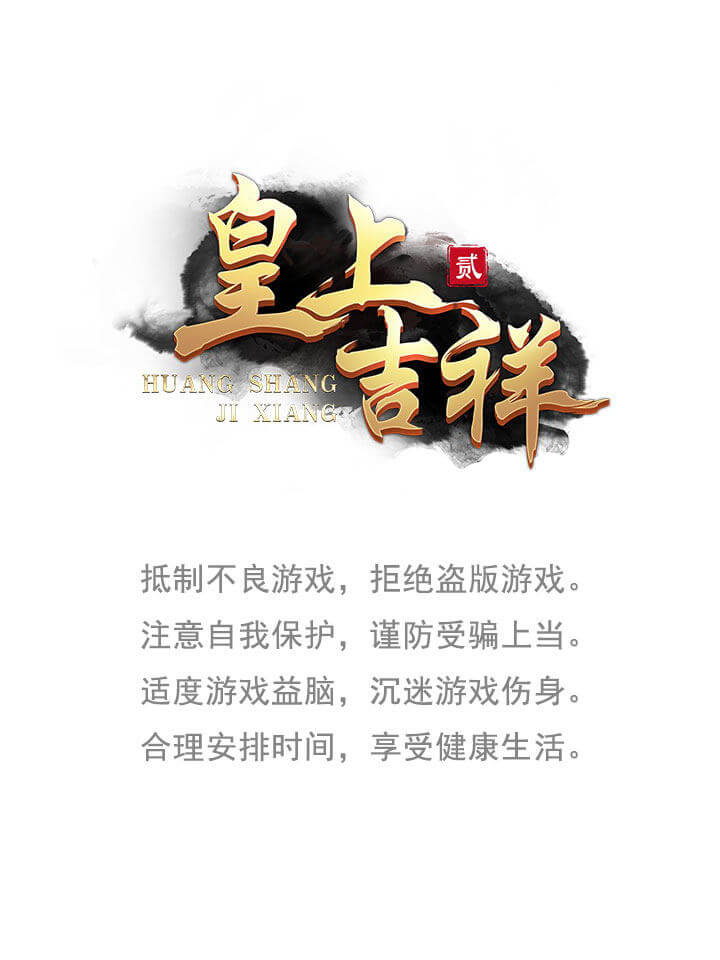 皇上
贰
吉祥
HUANG SHANG
JI XIANG
抵制不良游戏，拒绝盗版游戏。
注意自我保护，谨防受骗上当。
适度游戏益脑，沉迷游戏伤身。
合理安排时间，享受健康生活。